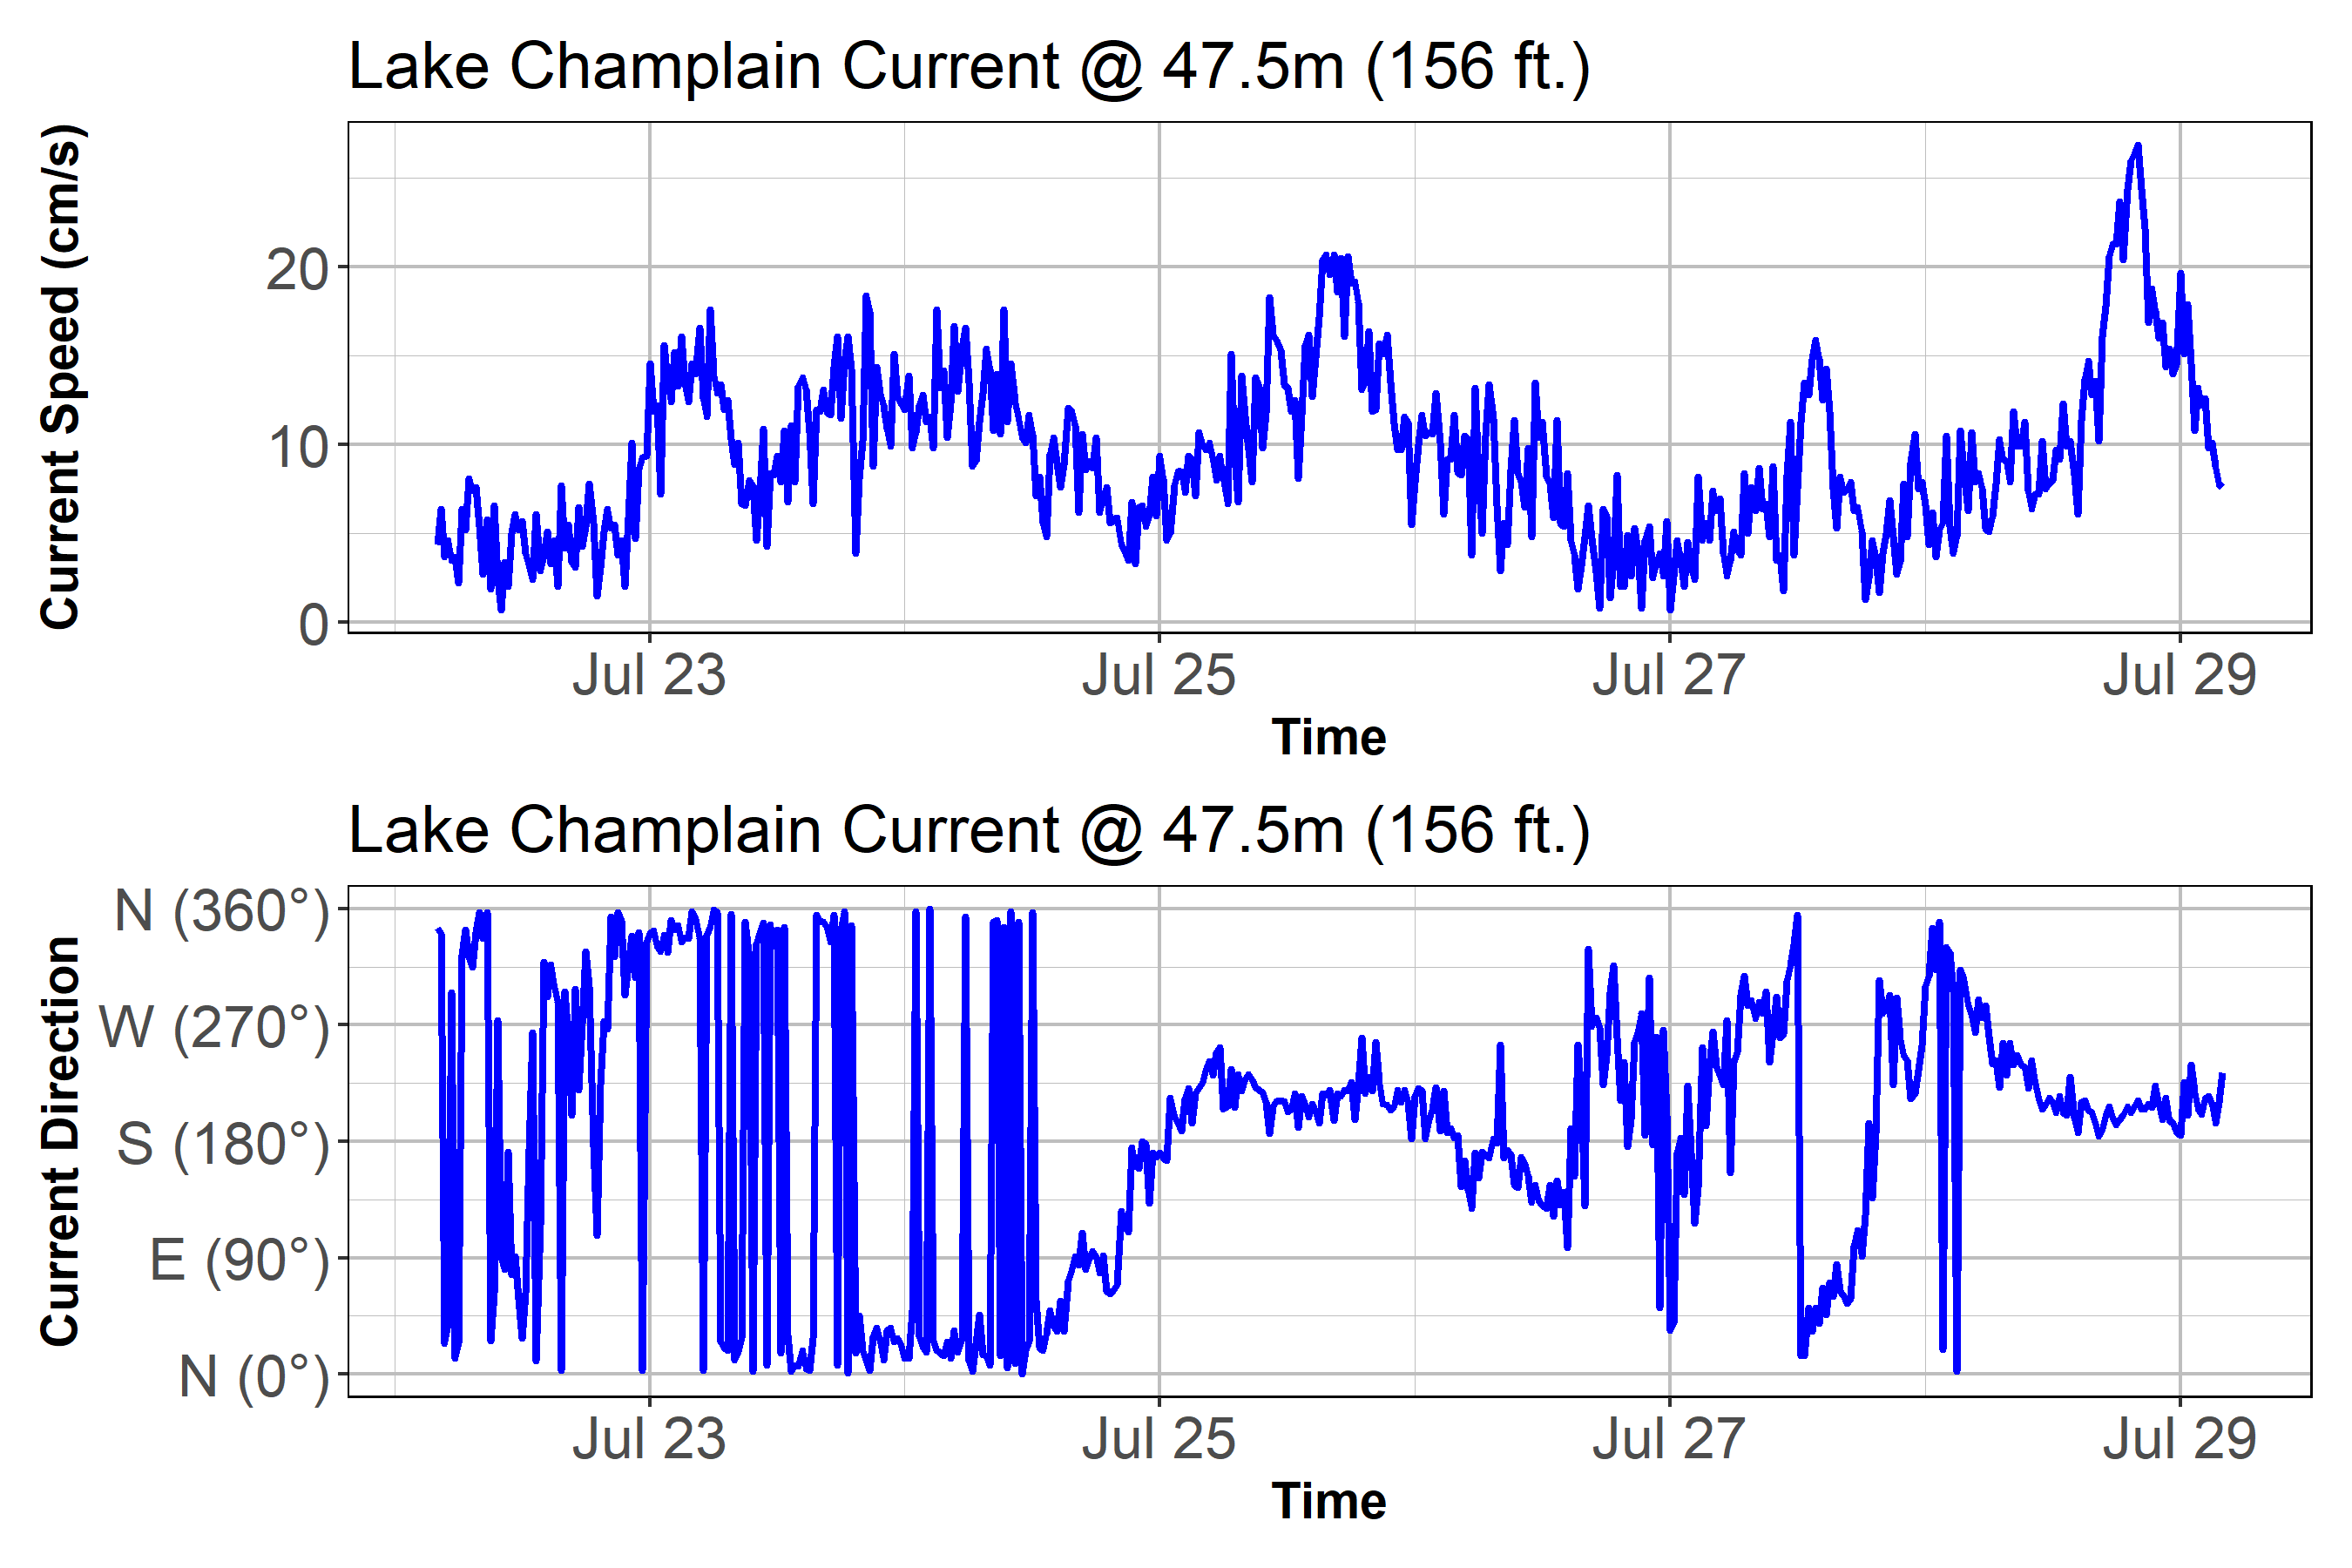 Lake Champlain Current @ 47.5m (156 ft.)
Current Speed (cm/s)
20
10
0
Jul 23 Jul 25 Jul 27 Jul 29
Time
Lake Champlain Current @ 47.5m (156 ft.)
Current Direction
N (360°)
W (270°)
S (180°)
E (90°)
N (0°)
Jul 23 Jul 25 Jul 27 Jul 29
Time